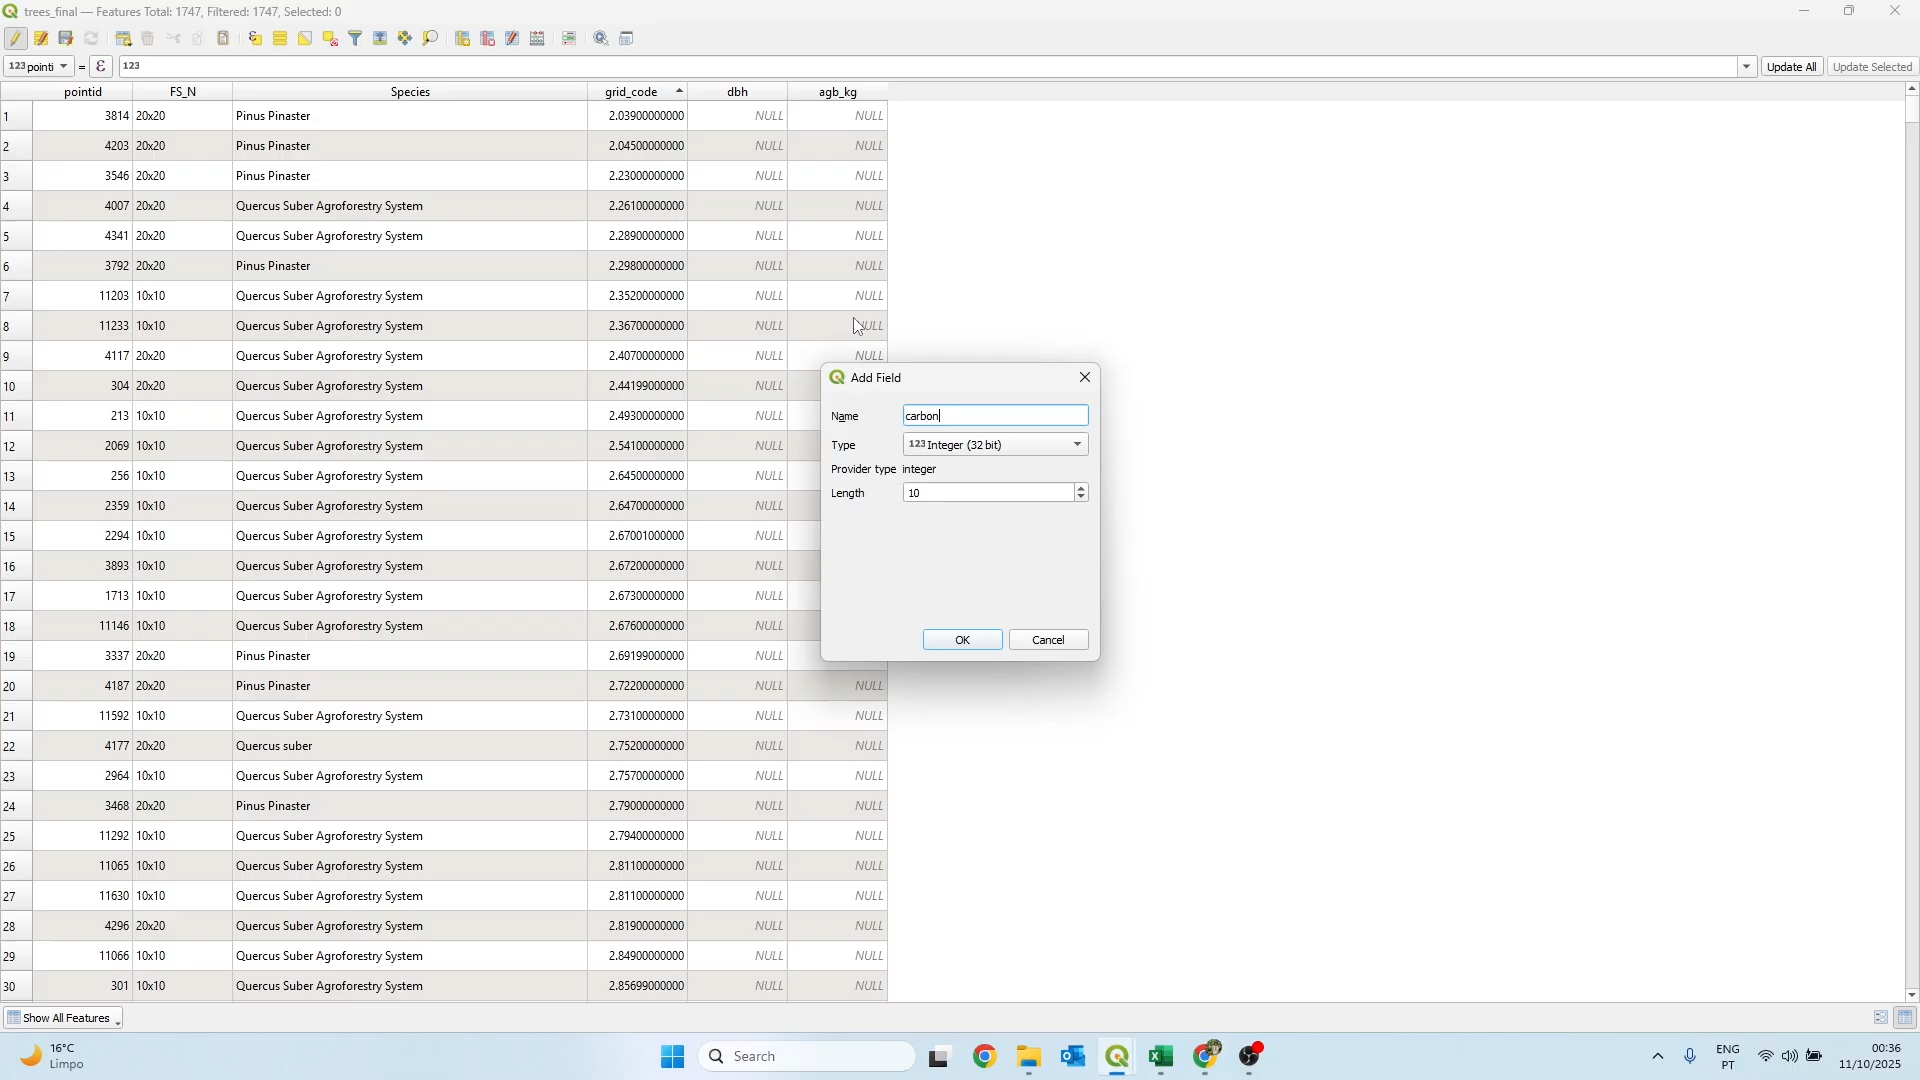 trees_final — Features Total: 1747, Filtered: 1747, Selected: 0
123 pointi = ε 123 Update All Update Selected
pointid FS_N Species grid_code dbh agb_kg
1 3814 20x20 Pinus Pinaster 2.03900000000 NULL NULL
2 4203 20x20 Pinus Pinaster 2.04500000000 NULL NULL
3 3546 20x20 Pinus Pinaster 2.23000000000 NULL NULL
4 4007 20x20 Quercus Suber Agroforestry System 2.26100000000 NULL NULL
5 4341 20x20 Quercus Suber Agroforestry System 2.28900000000 NULL NULL
6 3792 20x20 Pinus Pinaster 2.29800000000 NULL NULL
7 11203 10x10 Quercus Suber Agroforestry System 2.35200000000 NULL NULL
8 11233 10x10 Quercus Suber Agroforestry System 2.36700000000 NULL NULL
9 4117 20x20 Quercus Suber Agroforestry System 2.40700000000 NULL NULL
10 304 20x20 Quercus Suber Agroforestry System 2.44199000000 NULL
11 213 10x10 Quercus Suber Agroforestry System 2.49300000000 NULL
12 2069 10x10 Quercus Suber Agroforestry System 2.54100000000 NULL
13 256 10x10 Quercus Suber Agroforestry System 2.64500000000 NULL
14 2359 10x10 Quercus Suber Agroforestry System 2.64700000000 NULL
15 2294 10x10 Quercus Suber Agroforestry System 2.67001000000 NULL
16 3893 10x10 Quercus Suber Agroforestry System 2.67200000000 NULL
17 1713 10x10 Quercus Suber Agroforestry System 2.67300000000 NULL
18 11146 10x10 Quercus Suber Agroforestry System 2.67600000000 NULL
19 3337 20x20 Pinus Pinaster 2.69199000000 NULL
20 4187 20x20 Pinus Pinaster 2.72200000000 NULL NULL
21 11592 10x10 Quercus Suber Agroforestry System 2.73100000000 NULL NULL
22 4177 20x20 Quercus suber 2.75200000000 NULL NULL
23 2964 10x10 Quercus Suber Agroforestry System 2.75700000000 NULL NULL
24 3468 20x20 Pinus Pinaster 2.79000000000 NULL NULL
25 11292 10x10 Quercus Suber Agroforestry System 2.79400000000 NULL NULL
26 11065 10x10 Quercus Suber Agroforestry System 2.81100000000 NULL NULL
27 11630 10x10 Quercus Suber Agroforestry System 2.81100000000 NULL NULL
28 4296 20x20 Quercus Suber Agroforestry System 2.81900000000 NULL NULL
29 11066 10x10 Quercus Suber Agroforestry System 2.84900000000 NULL NULL
30 301 10x10 Quercus Suber Agroforestry System 2.85699000000 NULL NULL
Add Field
Name carbon
Type 123 Integer (32 bit)
Provider type integer
Length 10
OK Cancel
Show All Features
16°C
Limpo
Search
ENG
PT
00:36
11/10/2025